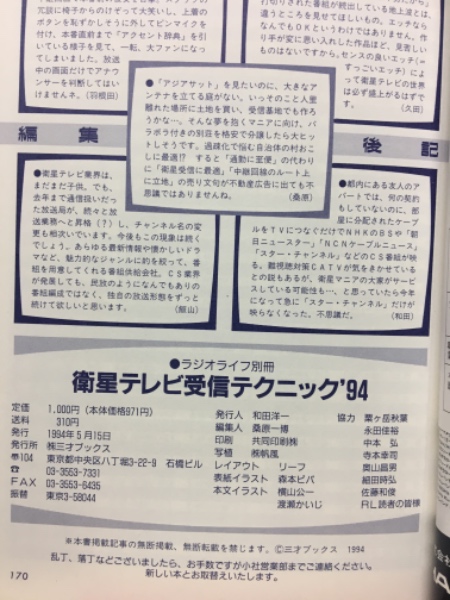 冗談に椅子からのけぞって大笑い。上着の
ボタンを恥ずかしそうに外してピンマイクを
付け、本番直前まで「アクセント辞典」を引
いている様子を見て、一転、大ファンになっ
てしまいました。放送
中の画面だけでアナウ
ンサーを判断してはい
けませんネ。(羽根田)
打切りされた番組が続出している地上波とは、
違うところを見せてほしいもの。エッチなら
なんでもOKというわけではありません。作
り手が変に思い入れした作品ほど、見苦しい
ものはないですから。センスの良いエッチ(=
すっごいエッチ)によ
って衛星テレビの世界
は必ず盛り上がるはずで
す。(久田)
●「アジアサット」を見たいのに、大きなア
ンテナを立てる庭がない。いっそのこと人里
離れた場所に土地を買い、受信基地でも作ろ
うかな…。そんな夢を抱くマニアに向け、パ
ラボラ付きの別荘を格安で分譲したら大ヒッ
トしそうです。過疎化で悩む自治体の村おこ
しに最適!? すると「通勤に至便」の代わり
に「衛星受信に最適」「中継回線のルート上
に立地」の売り文句が不動産広告に出ても不
思議ではありませんね。(桑原)
編集
後記
●衛星テレビ業界は、
まだまだ子供。でも、
去年まで通信扱いだっ
た放送局が、続々と放
送業務へと昇格(?)し、チャンネル名の変
更も相次いでいます。今後もこの現象は続く
でしょう。あらゆる最新情報や懐かしいドラ
マなど、魅力的なジャンルに的を絞って、番
組を用意してくれる番組供給会社。CS業界
が発展しても、民放のようになんでもありの
番組編成ではなく、独自の放送形態をずっと
続けて欲しいと思います。(飯山)
●都内にある友人のア
パートでは、何の契約
もしていないのに、部
屋に分配されたケーブ
ルをTVにつなぐだけでNHKのBSや「朝
日ニュースター」「NCNケーブルニュース」
「スター・チャンネル」などのCS番組が映
る。難視聴対策CATVが気をきかせている
との説もあるが、衛星マニアの大家がサービ
スしている可能性も…、と思っていたら今年
になって急に「スター・チャンネル」だけが
映らなくなった。不思議だ。(和田)
●ラジオライフ別冊
衛星テレビ受信テクニック'94
定価 1,000円(本体価格971円)
送料 310円
発行 1994年5月15日
発行所 ㈱三才ブックス
〒104 東京都中央区八丁堀3-22-9 石橋ビル
☎ 03-3553-7331
FAX 03-3553-6435
振替 東京3-58044
発行人 和田洋一
編集人 桑原一博
印刷 共同印刷㈱
写植 ㈱帆風
レイアウト リーフ
表紙イラスト 森本ピパ
本文イラスト 横山公一
渡瀬かいじ
協力 粟ヶ岳秋葉
永田佳裕
中本 弘
寺本幸司
奥山昌男
細田時弘
佐藤和俊
RL読者の皆様
※本書掲載記事の無断掲載、無断転載を禁じます。©三才ブックス 1994
乱丁、落丁などございましたら、お手数ですが小社営業部までご連絡ください。
新しい本とお取替えいたします。
170